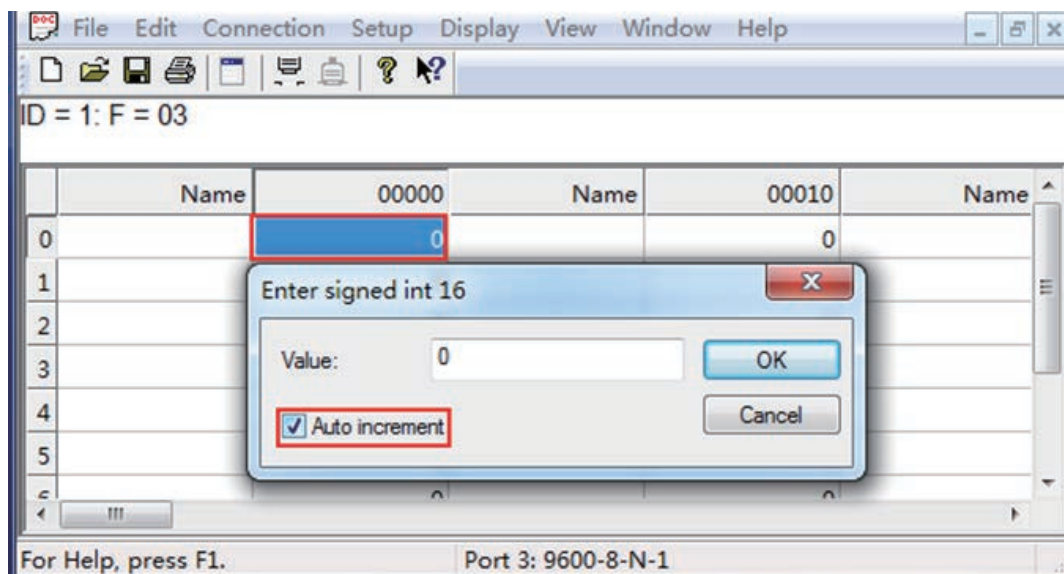 DOC
File Edit Connection Setup Display View Window Help
ID = 1: F = 03
Name 00000 Name 00010 Name
0 0 0
1
Enter signed int 16
2
Value: 0 OK
3
4
Auto increment Cancel
5
For Help, press F1. Port 3: 9600-8-N-1